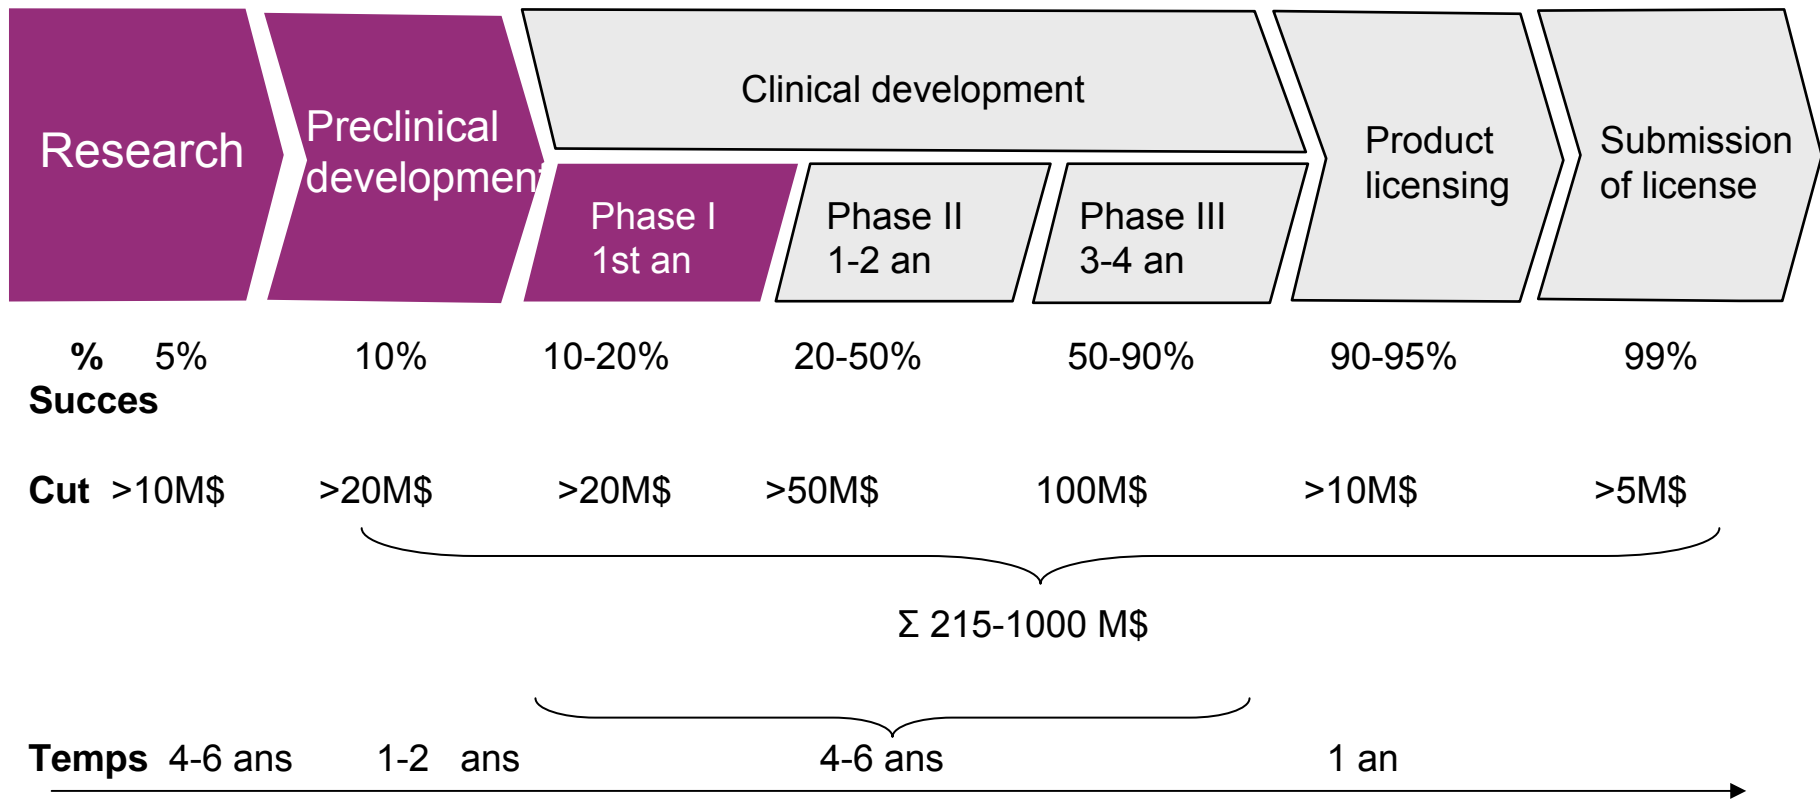 Research
Preclinical
development
Clinical development
Phase I
1st an
Phase II
1-2 an
Phase III
3-4 an
Product
licensing
Submission
of license
% 5% 10% 10-20% 20-50% 50-90% 90-95% 99%
Succes
Cut >10M$ >20M$ >20M$ >50M$ 100M$ >10M$ >5M$
Σ 215-1000 M$
Temps 4-6 ans 1-2 ans 4-6 ans 1 an